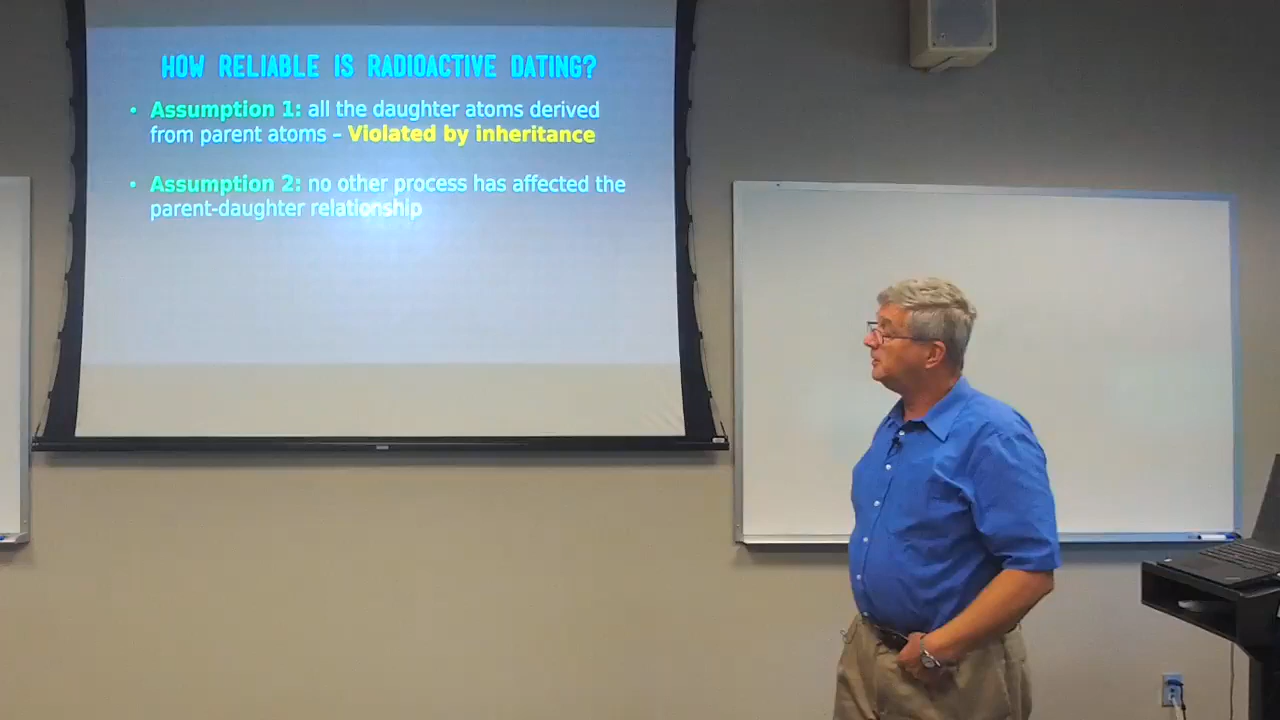 HOW RELIABLE IS RADIOACTIVE DATING?
• Assumption 1: all the daughter atoms derived
from parent atoms – Violated by inheritance
• Assumption 2: no other process has affected the
parent-daughter relationship